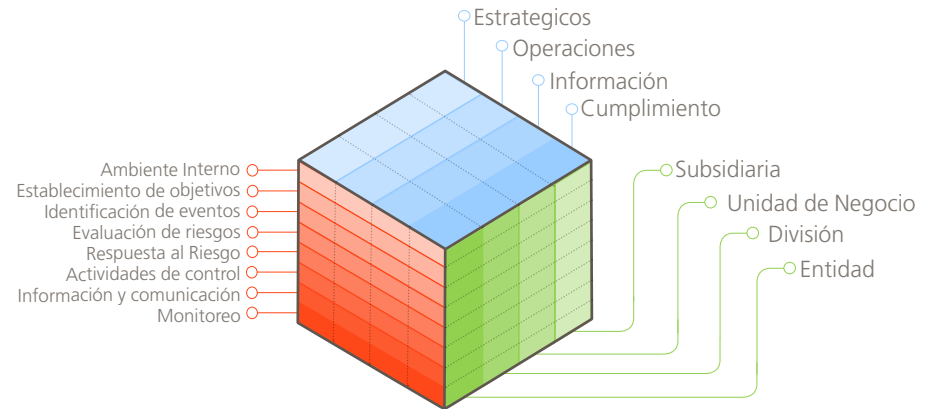 Estrategicos
Operaciones
Información
Cumplimiento
Ambiente Interno
Establecimiento de objetivos
Identificación de eventos
Evaluación de riesgos
Respuesta al Riesgo
Actividades de control
Información y comunicación
Monitoreo
Subsidiaria
Unidad de Negocio
División
Entidad